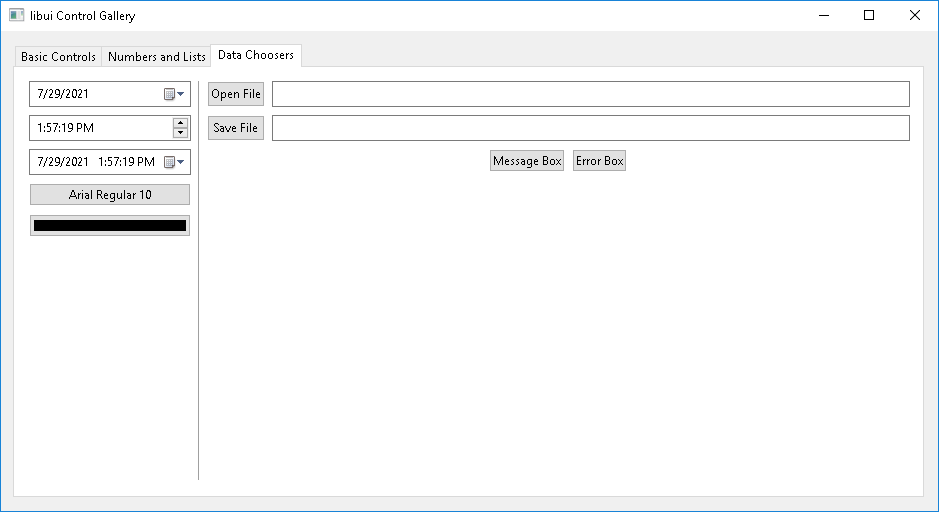 libui Control Gallery
Basic Controls Numbers and Lists Data Choosers
7/29/2021
1:57:19 PM
7/29/2021 1:57:19 PM
Arial Regular 10
Open File
Save File
Message Box Error Box